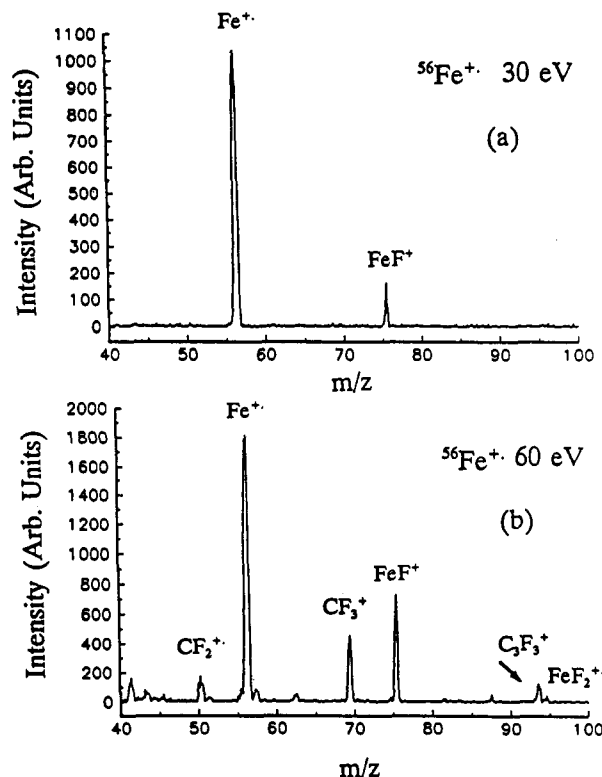 Fe+·
56Fe+· 30 eV
(a)
FeF+
Intensity (Arb. Units)
1100
1000
900
800
700
600
500
400
300
200
100
0
40 50 60 70 80 90 100
m/z
Fe+·
56Fe+· 60 eV
(b)
FeF+
CF3+
CF2+·
C3F3+
FeF2+·
Intensity (Arb. Units)
2000
1800
1600
1400
1200
1000
800
600
400
200
0
40 50 60 70 80 90 100
m/z